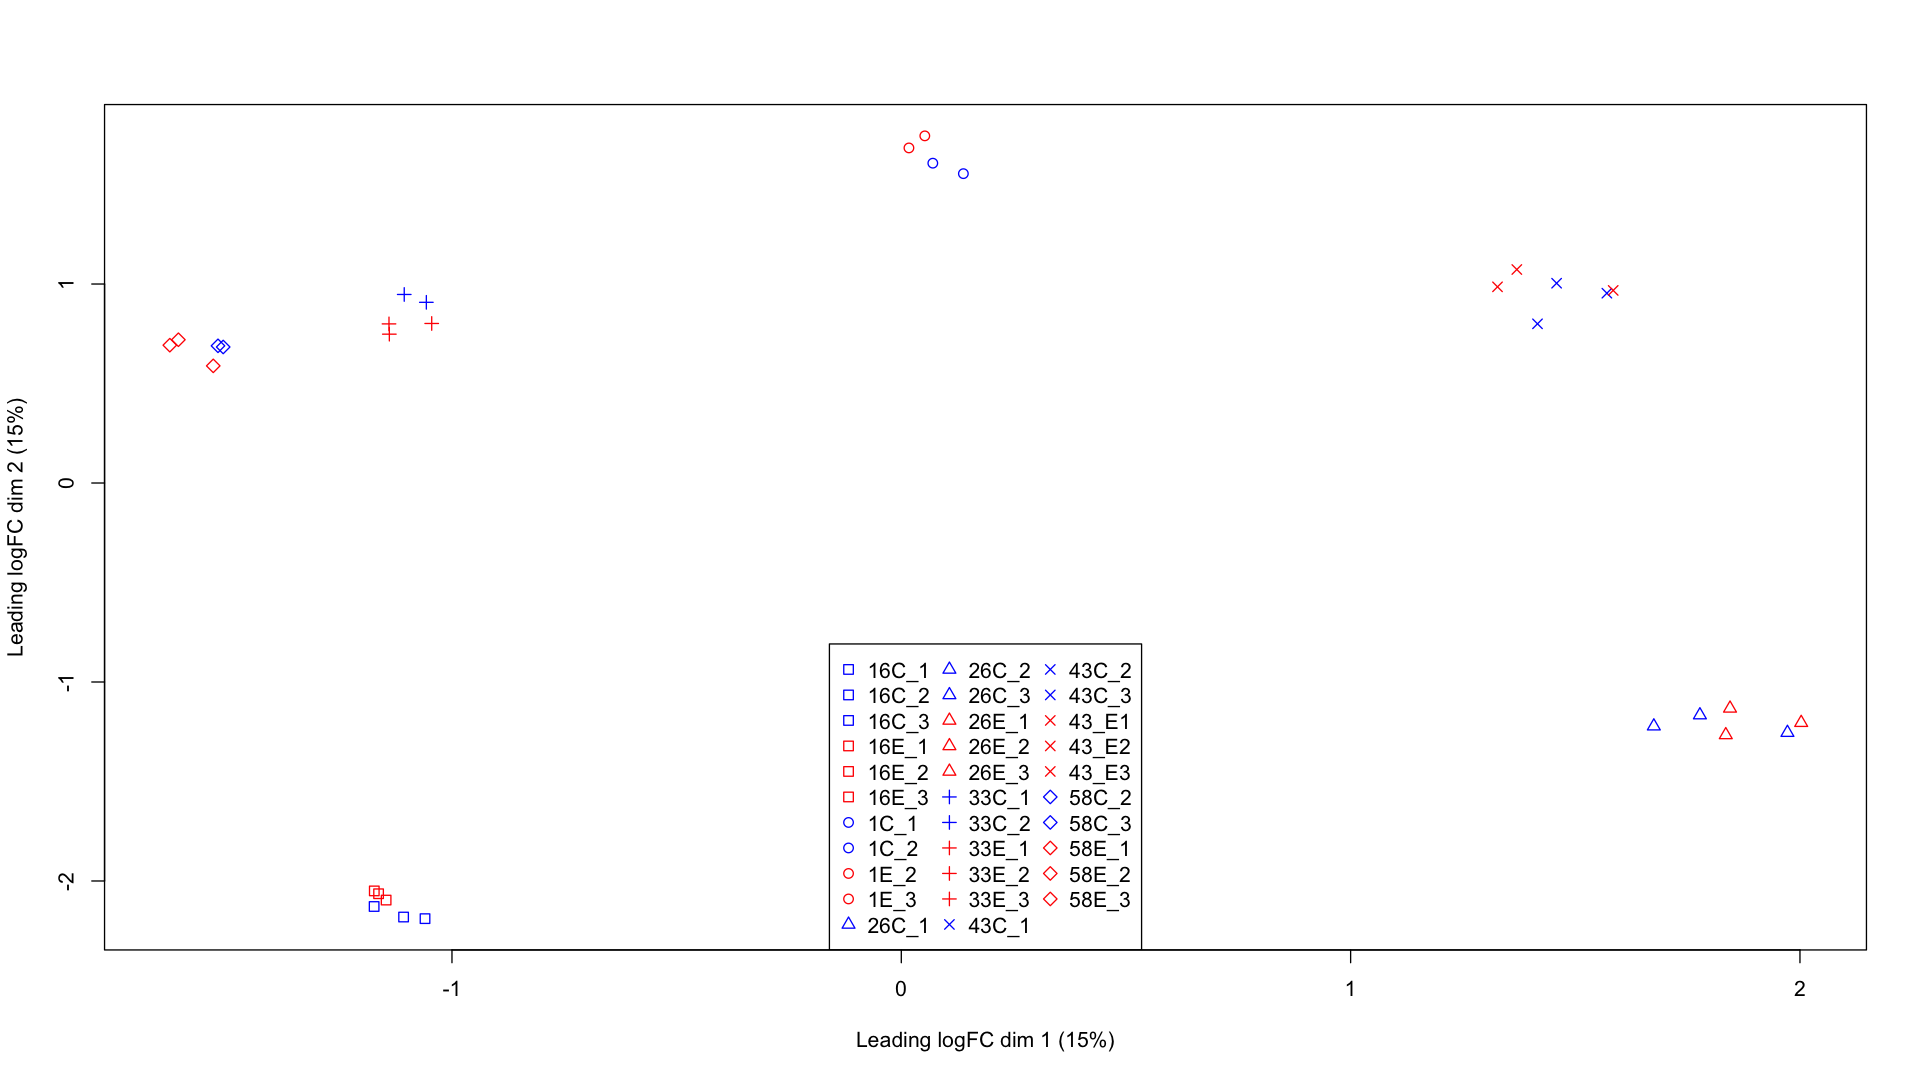 1
0
-1
-2
Leading logFC dim 2 (15%)
16C_1 26C_2 43C_2
16C_2 26C_3 43C_3
16C_3 26E_1 43_E1
16E_1 26E_2 43_E2
16E_2 26E_3 43_E3
16E_3 33C_1 58C_2
1C_1 33C_2 58C_3
1C_2 33E_1 58E_1
1E_2 33E_2 58E_2
1E_3 33E_3 58E_3
26C_1 43C_1
-1 0 1 2
Leading logFC dim 1 (15%)